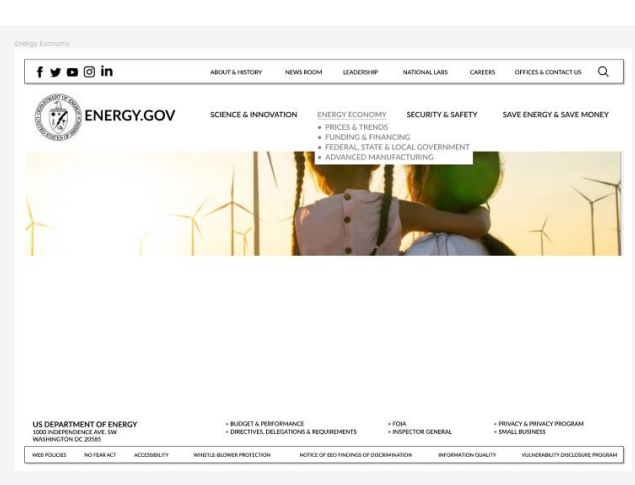 Energy Economy
ABOUT & HISTORY NEWS ROOM LEADERSHIP NATIONAL LABS CAREERS OFFICES & CONTACT US
ENERGY.GOV
SCIENCE & INNOVATION ENERGY ECONOMY SECURITY & SAFETY SAVE ENERGY & SAVE MONEY
• PRICES & TRENDS
• FUNDING & FINANCING
• FEDERAL, STATE & LOCAL GOVERNMENT
• ADVANCED MANUFACTURING
US DEPARTMENT OF ENERGY
1000 INDEPENDENCE AVE. SW
WASHINGTON DC 20585
> BUDGET & PERFORMANCE
> DIRECTIVES, DELEGATIONS & REQUIREMENTS
> FOIA
> INSPECTOR GENERAL
> PRIVACY & PRIVACY PROGRAM
> SMALL BUSINESS
WEB POLICIES NO FEAR ACT ACCESSIBILITY WHISTLE-BLOWER PROTECTION NOTICE OF EEO FINDINGS OF DISCRIMINATION INFORMATION QUALITY VULNERABILITY DISCLOSURE PROGRAM